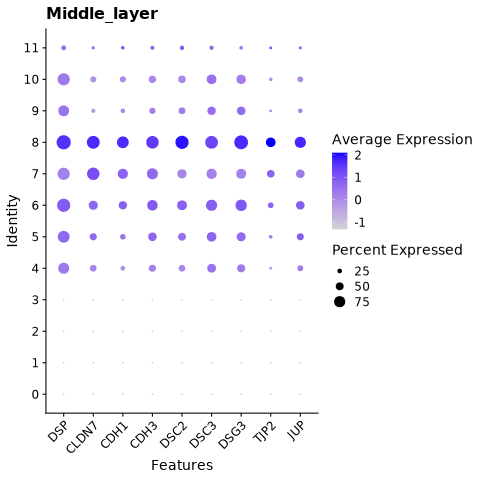 Middle_layer
11
10
9
8
7
6
5
4
3
2
1
0
Identity
DSP
CLDN7
CDH1
CDH3
DSC2
DSC3
DSG3
TJP2
JUP
Features
Average Expression
2
1
0
-1
Percent Expressed
25
50
75